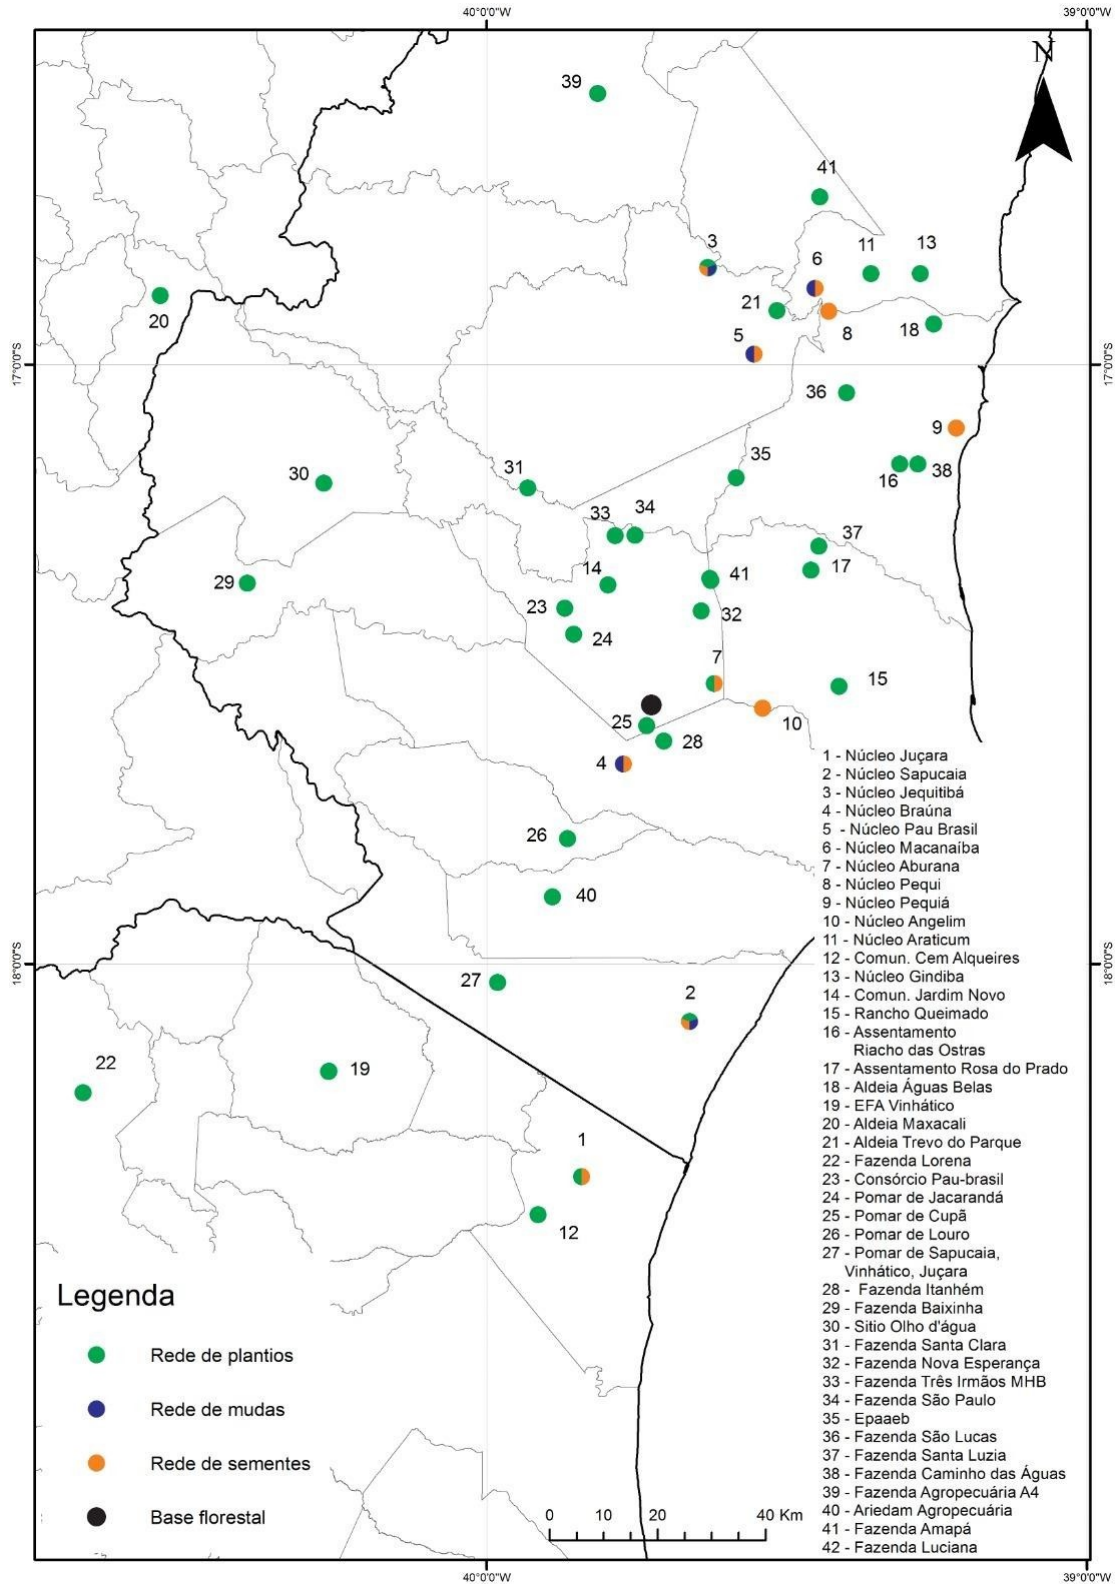 40°0'0"W
39°0'0"W
N
39
41
3
6
11
13
20
21
8
18
5
17°0'0"S
17°0'0"S
36
9
16
38
35
31
30
33
34
37
17
14
41
29
23
32
24
7
15
25
10
28
4
26
40
18°0'0"S
18°0'0"S
27
2
22
19
1
12
1 - Núcleo Juçara
2 - Núcleo Sapucaia
3 - Núcleo Jequitibá
4 - Núcleo Braúna
5 - Núcleo Pau Brasil
6 - Núcleo Macanaíba
7 - Núcleo Aburana
8 - Núcleo Pequi
9 - Núcleo Pequiá
10 - Núcleo Angelim
11 - Núcleo Araticum
12 - Comun. Cem Alqueires
13 - Núcleo Gindiba
14 - Comun. Jardim Novo
15 - Rancho Queimado
16 - Assentamento
Riacho das Ostras
17 - Assentamento Rosa do Prado
18 - Aldeia Águas Belas
19 - EFA Vinhático
20 - Aldeia Maxacali
21 - Aldeia Trevo do Parque
22 - Fazenda Lorena
23 - Consórcio Pau-brasil
24 - Pomar de Jacarandá
25 - Pomar de Cupã
26 - Pomar de Louro
27 - Pomar de Sapucaia,
Vinhático, Juçara
28 - Fazenda Itanhém
29 - Fazenda Baixinha
30 - Sitio Olho d'água
31 - Fazenda Santa Clara
32 - Fazenda Nova Esperança
33 - Fazenda Três Irmãos MHB
34 - Fazenda São Paulo
35 - Epaaeb
36 - Fazenda São Lucas
37 - Fazenda Santa Luzia
38 - Fazenda Caminho das Águas
39 - Fazenda Agropecuária A4
40 - Ariedam Agropecuária
41 - Fazenda Amapá
42 - Fazenda Luciana
Legenda
Rede de plantios
Rede de mudas
Rede de sementes
Base florestal
0 10 20 40 Km
40°0'0"W
39°0'0"W